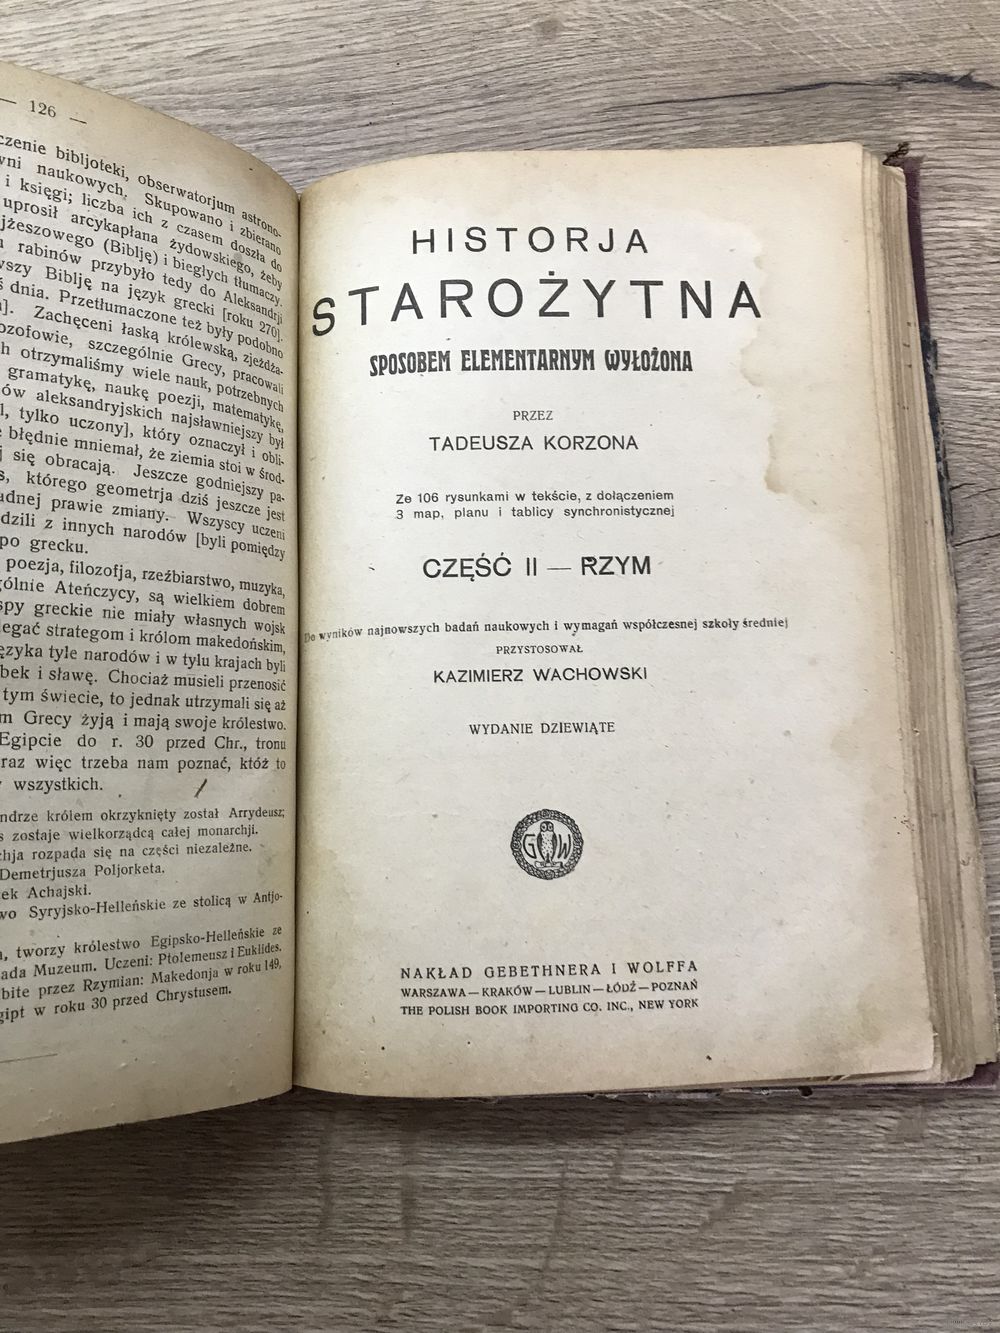 — 126 —
czenie bibljoteki, obserwatorjum astrono-
wni naukowych. Skupowano i zbierano
i księgi; liczba ich z czasem doszła do
uprosił arcykapłana żydowskiego, żeby
jżeszowego (Biblję) i biegłych tłumaczy.
u rabinów przybyło tedy do Aleksandrji
wszy Biblję na język grecki [roku 270].
ś dnia. Przetłumaczone też były podobno
]. Zachęceni łaską królewską, zjeżdża-
ozofowie, szczególnie Grecy, pracowali
ch otrzymaliśmy wiele nauk, potrzebnych
gramatykę, naukę poezji, matematykę,
ów aleksandryjskich najsławniejszy był
l, tylko uczony], który oznaczył i obli-
e błędnie mniemał, że ziemia stoi w środ-
j się obracają. Jeszcze godniejszy pa-
s, którego geometrja dziś jeszcze jest
adnej prawie zmiany. Wszyscy uczeni
dzili z innych narodów [byli pomiędzy
po grecku.
poezja, filozofja, rzeźbiarstwo, muzyka,
gólnie Ateńczycy, są wielkiem dobrem
spy greckie nie miały własnych wojsk
legać strategom i królom makedońskim,
ęzyka tyle narodów i w tylu krajach byli
bek i sławę. Chociaż musieli przenosić
tym świecie, to jednak utrzymali się aż
m Grecy żyją i mają swoje królestwo.
Egipcie do r. 30 przed Chr., tronu
raz więc trzeba nam poznać, któż to
wszystkich.
ndrze królem okrzyknięty został Arrydeusz;
s zostaje wielkorządcą całej monarchji.
chja rozpada się na części niezależne.
Demetrjusza Poljorketa.
ek Achajski.
wo Syryjsko-Helleńskie ze stolicą w Antjo-
, tworzy królestwo Egipsko-Helleńskie ze
ada Muzeum. Uczeni: Ptolemeusz i Euklides.
bite przez Rzymian: Makedonja w roku 149,
gipt w roku 30 przed Chrystusem.
HISTORJA
STAROŻYTNA
SPOSOBEM ELEMENTARNYM WYŁOŻONA
PRZEZ
TADEUSZA KORZONA
Ze 106 rysunkami w tekście, z dołączeniem
3 map, planu i tablicy synchronistycznej
CZĘŚĆ II — RZYM
Do wyników najnowszych badań naukowych i wymagań współczesnej szkoły średniej
PRZYSTOSOWAŁ
KAZIMIERZ WACHOWSKI
WYDANIE DZIEWIĄTE
G W
NAKŁAD GEBETHNERA I WOLFFA
WARSZAWA — KRAKÓW — LUBLIN — ŁÓDŹ — POZNAŃ
THE POLISH BOOK IMPORTING CO. INC., NEW YORK